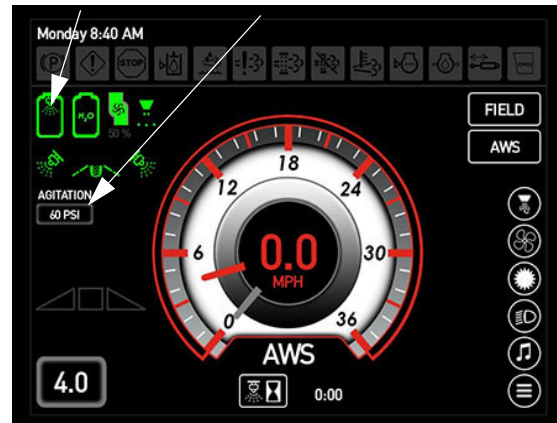 Monday 8:40 AM
P
STOP
H₂O
50 %
FIELD
AWS
AGITATION
60 PSI
0
6
12
18
24
30
36
0.0
MPH
AWS
4.0
0:00